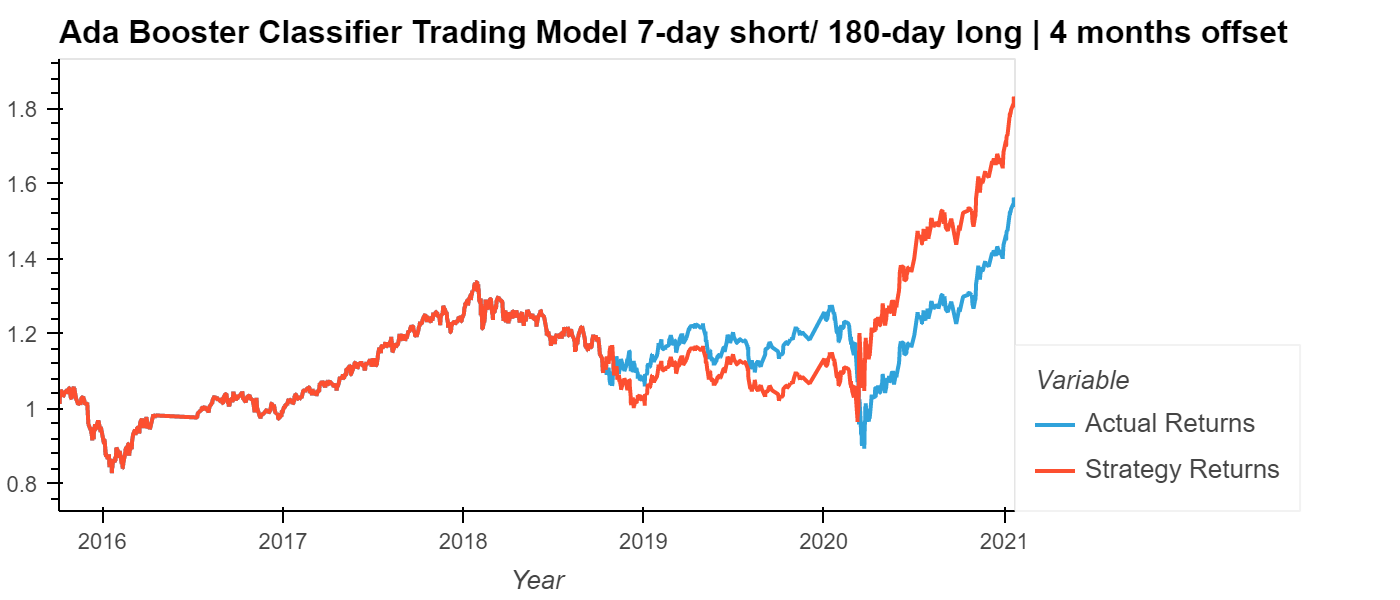 Ada Booster Classifier Trading Model 7-day short/ 180-day long | 4 months offset
1.8
1.6
1.4
1.2
1
0.8
2016 2017 2018 2019 2020 2021
Year
Variable
Actual Returns
Strategy Returns